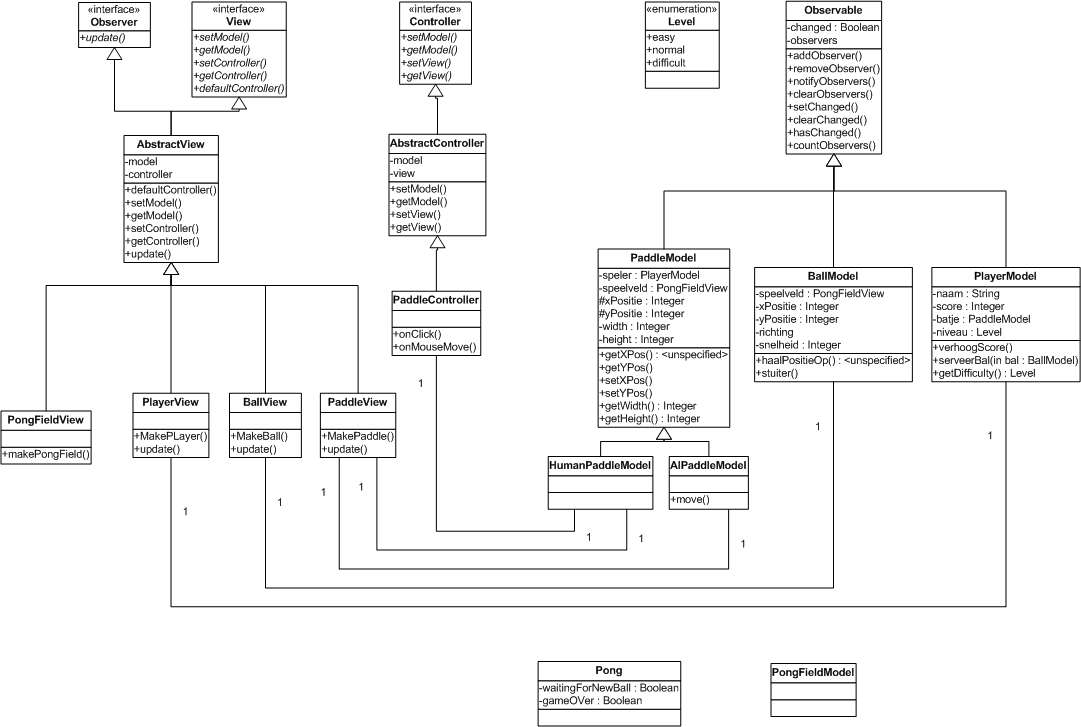 «interface»
Observer
+update()
«interface»
View
+setModel()
+getModel()
+setController()
+getController()
+defaultController()
«interface»
Controller
+setModel()
+getModel()
+setView()
+getView()
«enumeration»
Level
+easy
+normal
+difficult
Observable
-changed : Boolean
-observers
+addObserver()
+removeObserver()
+notifyObservers()
+clearObservers()
+setChanged()
+clearChanged()
+hasChanged()
+countObservers()
AbstractView
-model
-controller
+defaultController()
+setModel()
+getModel()
+setController()
+getController()
+update()
AbstractController
-model
-view
+setModel()
+getModel()
+setView()
+getView()
PaddleController
+onClick()
+onMouseMove()
PaddleModel
-speler : PlayerModel
-speelveld : PongFieldView
#xPositie : Integer
#yPositie : Integer
-width : Integer
-height : Integer
+getXPos() : <unspecified>
+getYPos()
+setXPos()
+setYPos()
+getWidth() : Integer
+getHeight() : Integer
BallModel
-speelveld : PongFieldView
-xPositie : Integer
-yPositie : Integer
-richting
-snelheid : Integer
+haalPositieOp() : <unspecified>
+stuiter()
PlayerModel
-naam : String
-score : Integer
-batje : PaddleModel
-niveau : Level
+verhoogScore()
+serveerBal(in bal : BallModel)
+getDifficulty() : Level
PongFieldView
+makePongField()
PlayerView
+MakePLayer()
+update()
BallView
+MakeBall()
+update()
PaddleView
+MakePaddle()
+update()
HumanPaddleModel
AIPaddleModel
+move()
1
1
1
1
1
1
1
1
1
1
Pong
-waitingForNewBall : Boolean
-gameOVer : Boolean
PongFieldModel